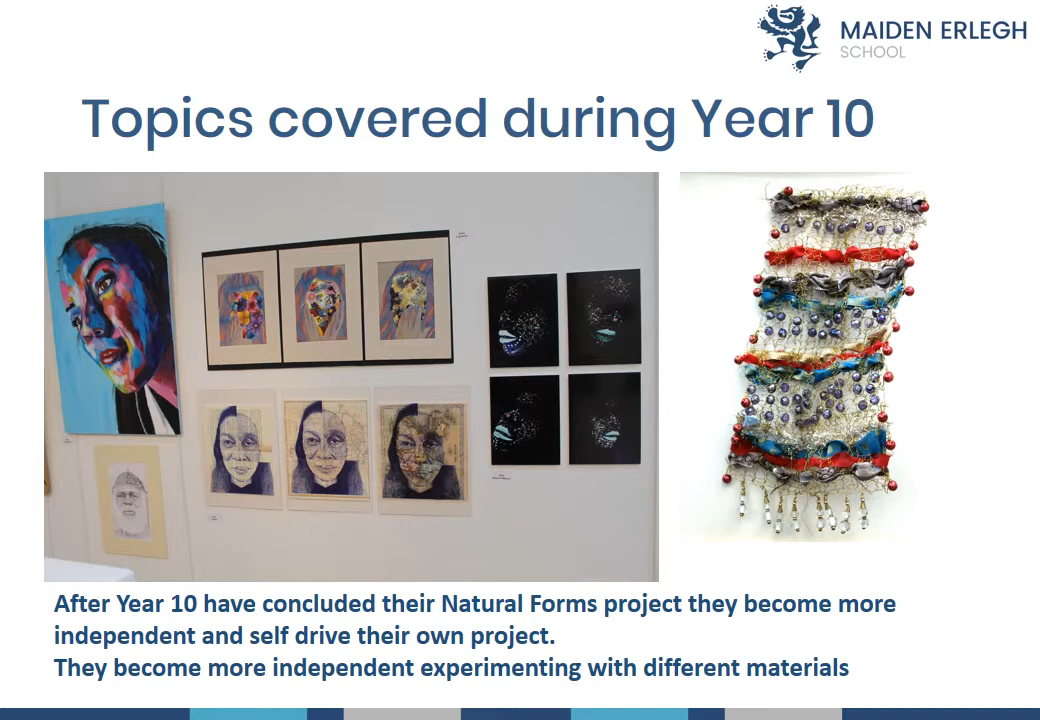 MAIDEN ERLEGH
SCHOOL
Topics covered during Year 10
After Year 10 have concluded their Natural Forms project they become more
independent and self drive their own project.
They become more independent experimenting with different materials